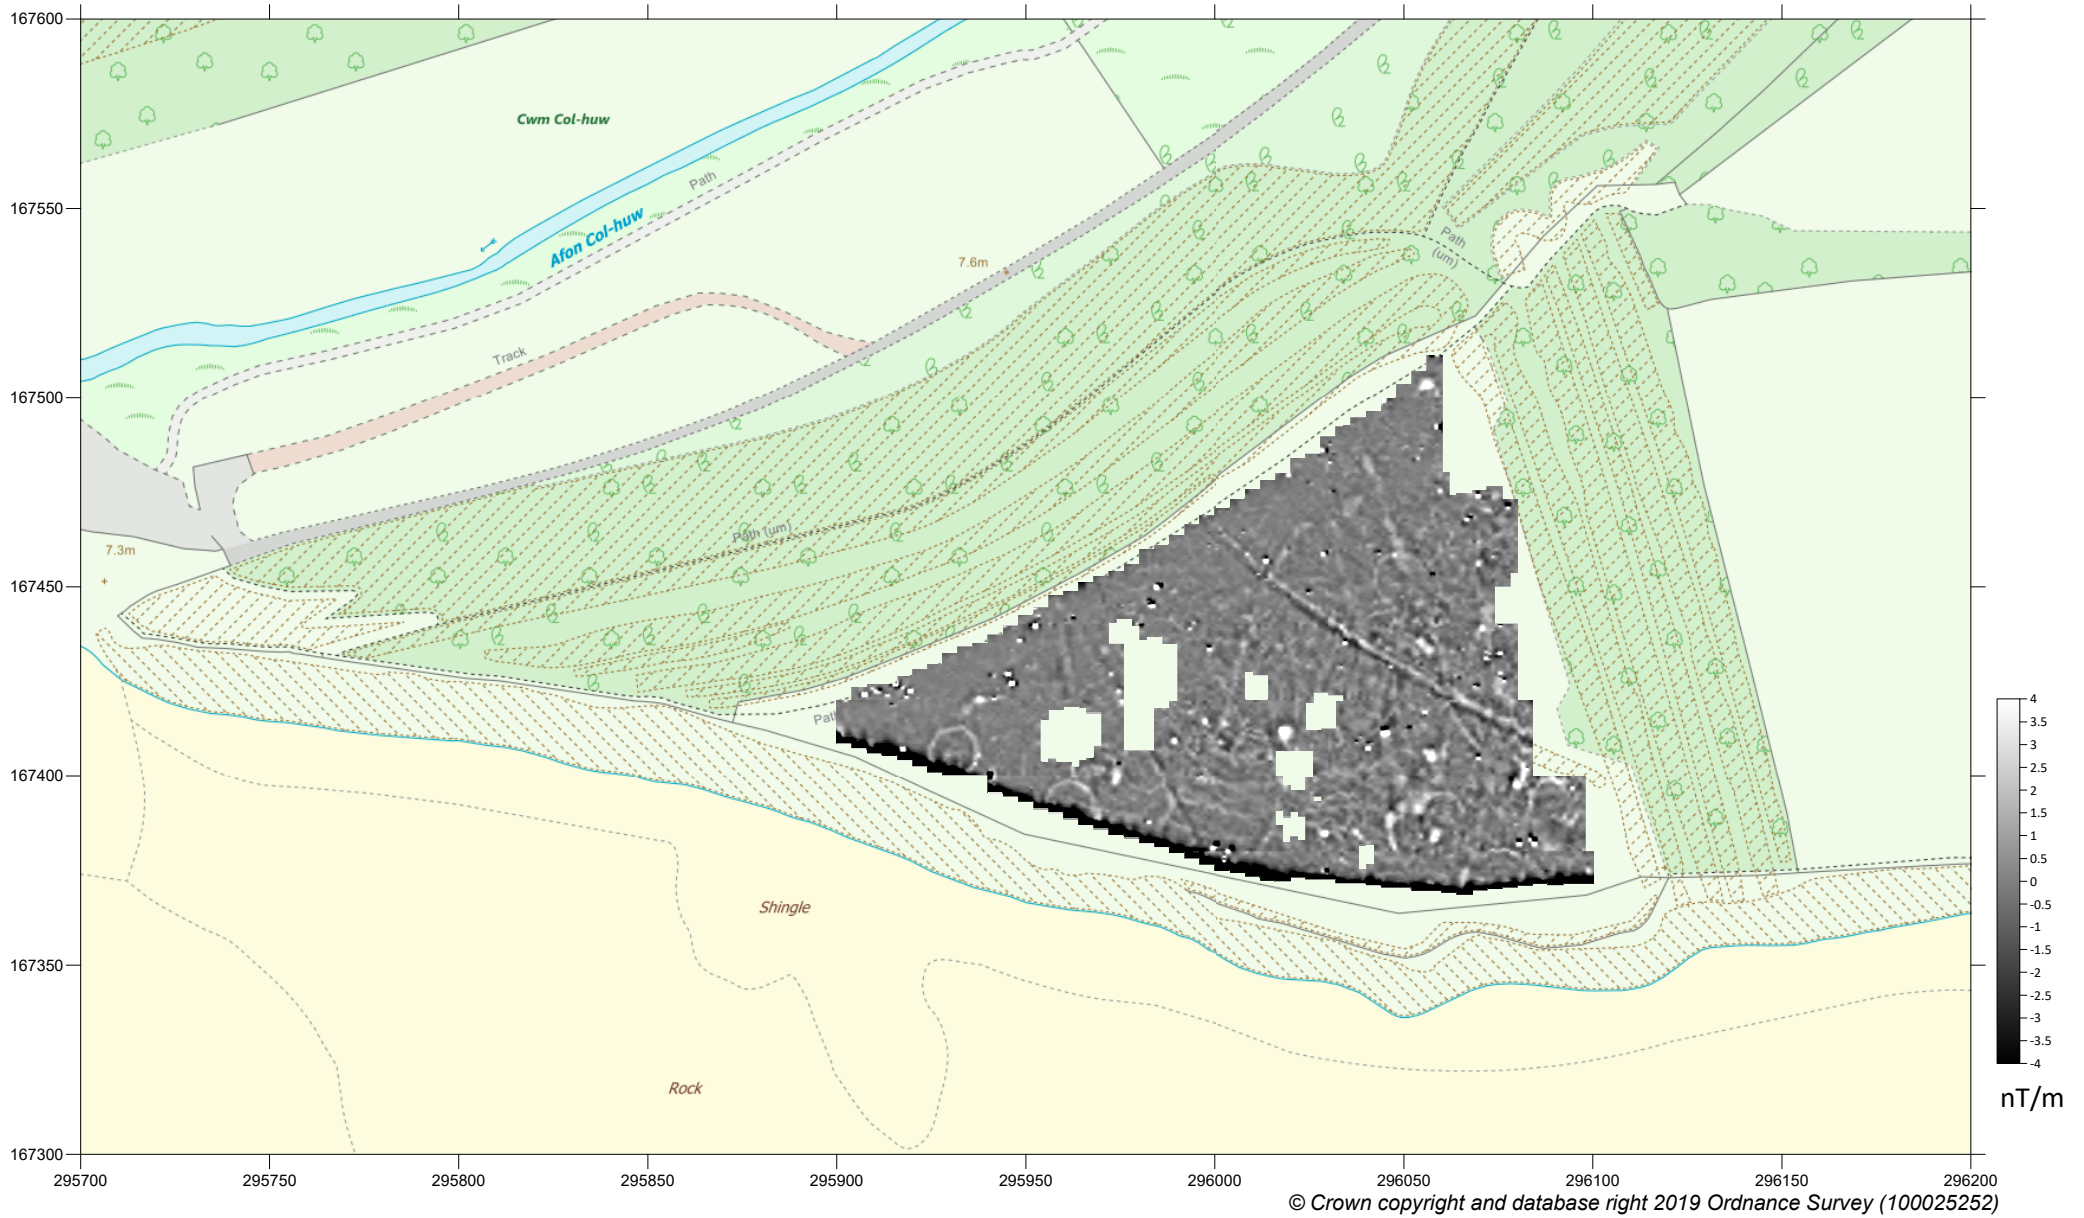 167600
167550
167500
167450
167400
167350
167300
Cwm Col-huw
Path
Afon Col-huw
7.6m
Path
(um)
Track
Path (um)
7.3m
Path
Shingle
Rock
4
3.5
3
2.5
2
1.5
1
0.5
0
-0.5
-1
-1.5
-2
-2.5
-3
-3.5
-4
nT/m
295700
295750
295800
295850
295900
295950
296000
296050
296100
296150
296200
© Crown copyright and database right 2019 Ordnance Survey (100025252)